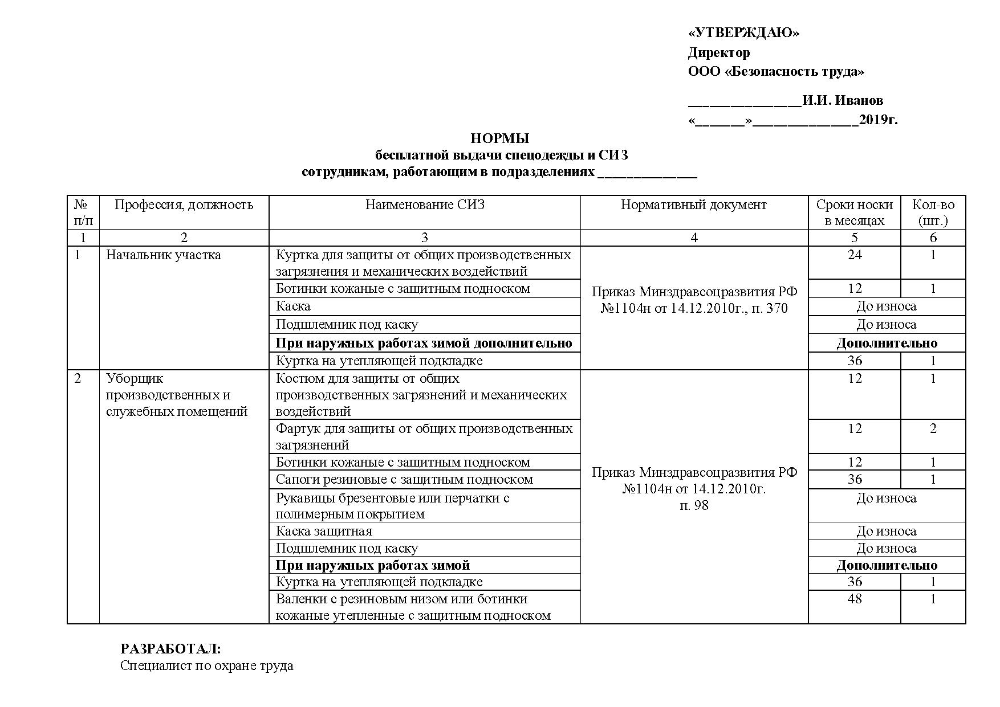 «УТВЕРЖДАЮ»
Директор
ООО «Безопасность труда»
________________И.И. Иванов
«_______»_______________2019г.
НОРМЫ
бесплатной выдачи спецодежды и СИЗ
сотрудникам, работающим в подразделениях ______________
№ п/п Профессия, должность Наименование СИЗ Нормативный документ Сроки носки в месяцах Кол-во (шт.)
1 2 3 4 5 6
1 Начальник участка Куртка для защиты от общих производственных 24 1
загрязнения и механических воздействий
Ботинки кожаные с защитным подноском 12 1
Приказ Минздравсоцразвития РФ
№1104н от 14.12.2010г., п. 370
Каска До износа
Подшлемник под каску До износа
При наружных работах зимой дополнительно Дополнительно
Куртка на утепляющей подкладке 36 1
2 Уборщик Костюм для защиты от общих 12 1
производственных и производственных загрязнений и механических
служебных помещений воздействий
Фартук для защиты от общих производственных 12 2
загрязнений
Ботинки кожаные с защитным подноском 12 1
Сапоги резиновые с защитным подноском 36 1
Приказ Минздравсоцразвития РФ
№1104н от 14.12.2010г.
п. 98
Рукавицы брезентовые или перчатки с До износа
полимерным покрытием
Каска защитная До износа
Подшлемник под каску До износа
При наружных работах зимой Дополнительно
Куртка на утепляющей подкладке 36 1
Валенки с резиновым низом или ботинки 48 1
кожаные утепленные с защитным подноском
РАЗРАБОТАЛ:
Специалист по охране труда